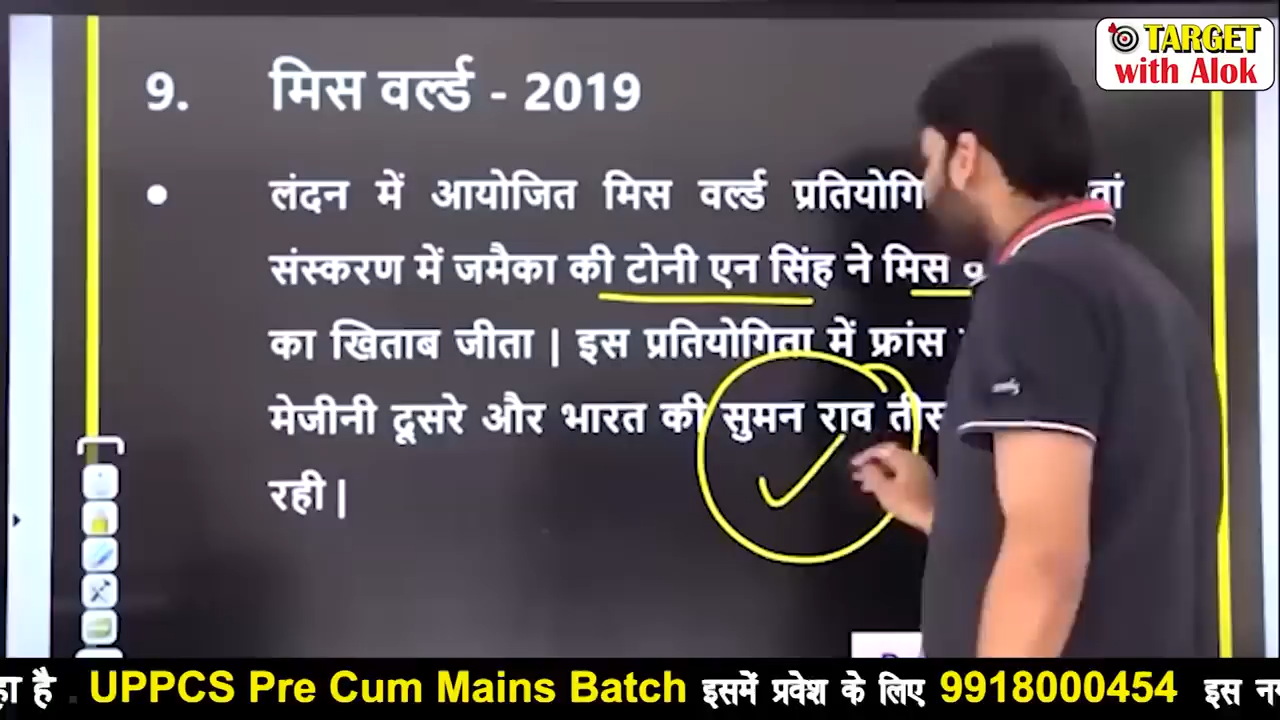 TARGET
with Alok
9. मिस वर्ल्ड - 2019
लंदन में आयोजित मिस वर्ल्ड
संस्करण में जमैका की टोनी एन सिंह ने मिस
का खिताब जीता | इस प्रतियोगिता में फ्रांस
मेजीनी दूसरे और भारत की सुमन राव
रही |
है . UPPCS Pre Cum Mains Batch इसमें प्रवेश के लिए 9918000454 इस